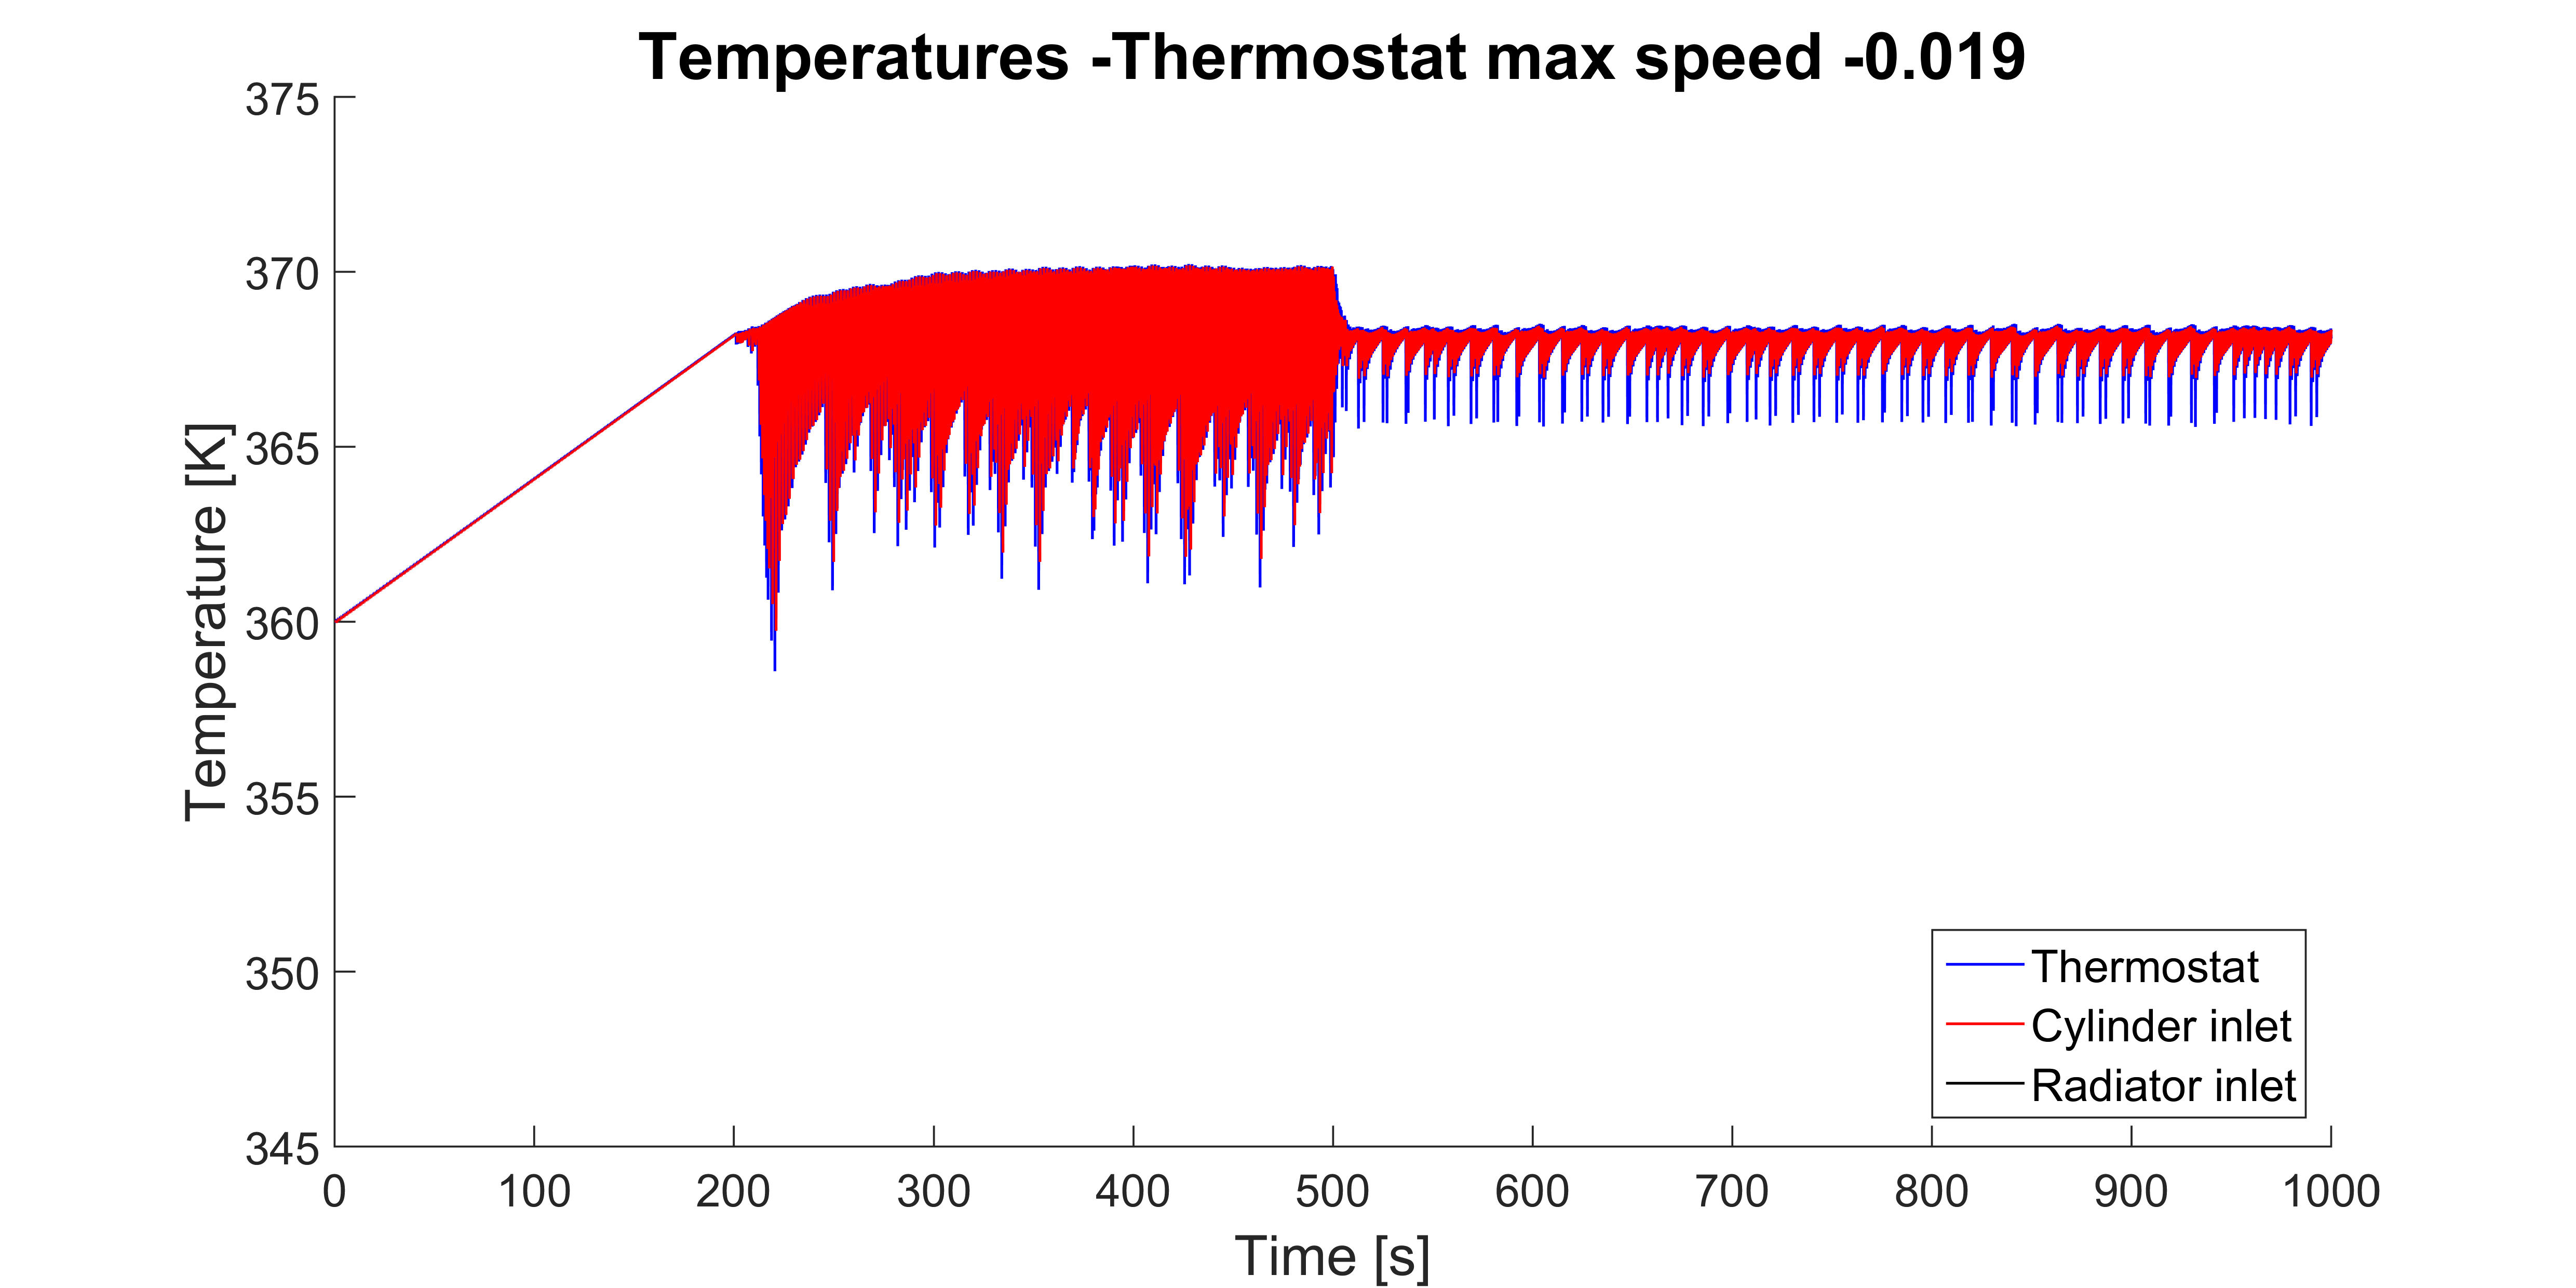 Temperatures -Thermostat max speed -0.019
375
370
365
360
355
350
345
Temperature [K]
Thermostat
Cylinder inlet
Radiator inlet
0 100 200 300 400 500 600 700 800 900 1000
Time [s]